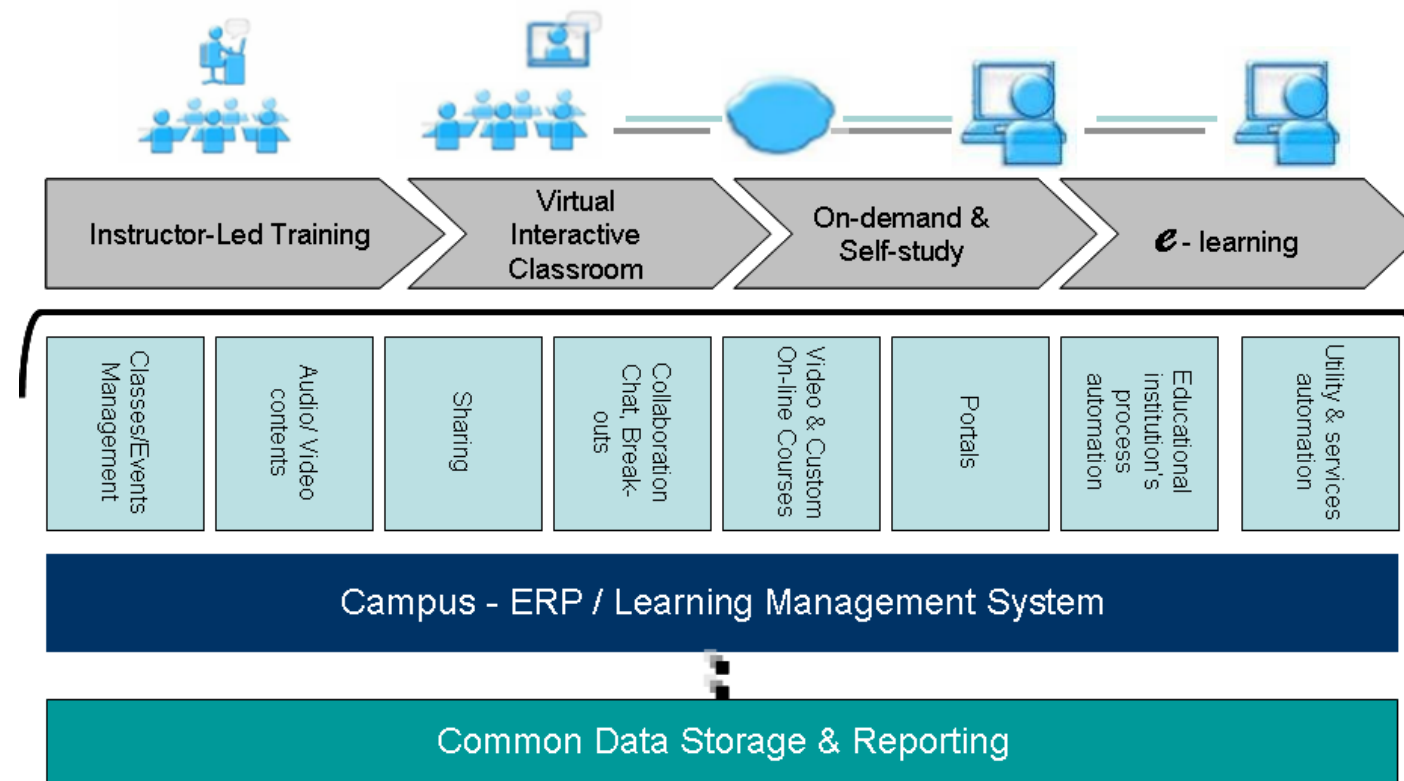 Instructor-Led Training
Virtual
Interactive
Classroom
On-demand &
Self-study
e - learning
Classes/Events
Management
Audio/ Video
contents
Sharing
Collaboration
Chat, Break-
outs
Video & Custom
On-line Courses
Portals
Educational
institution's
process
automation
Utility & services
automation
Campus - ERP / Learning Management System
Common Data Storage & Reporting